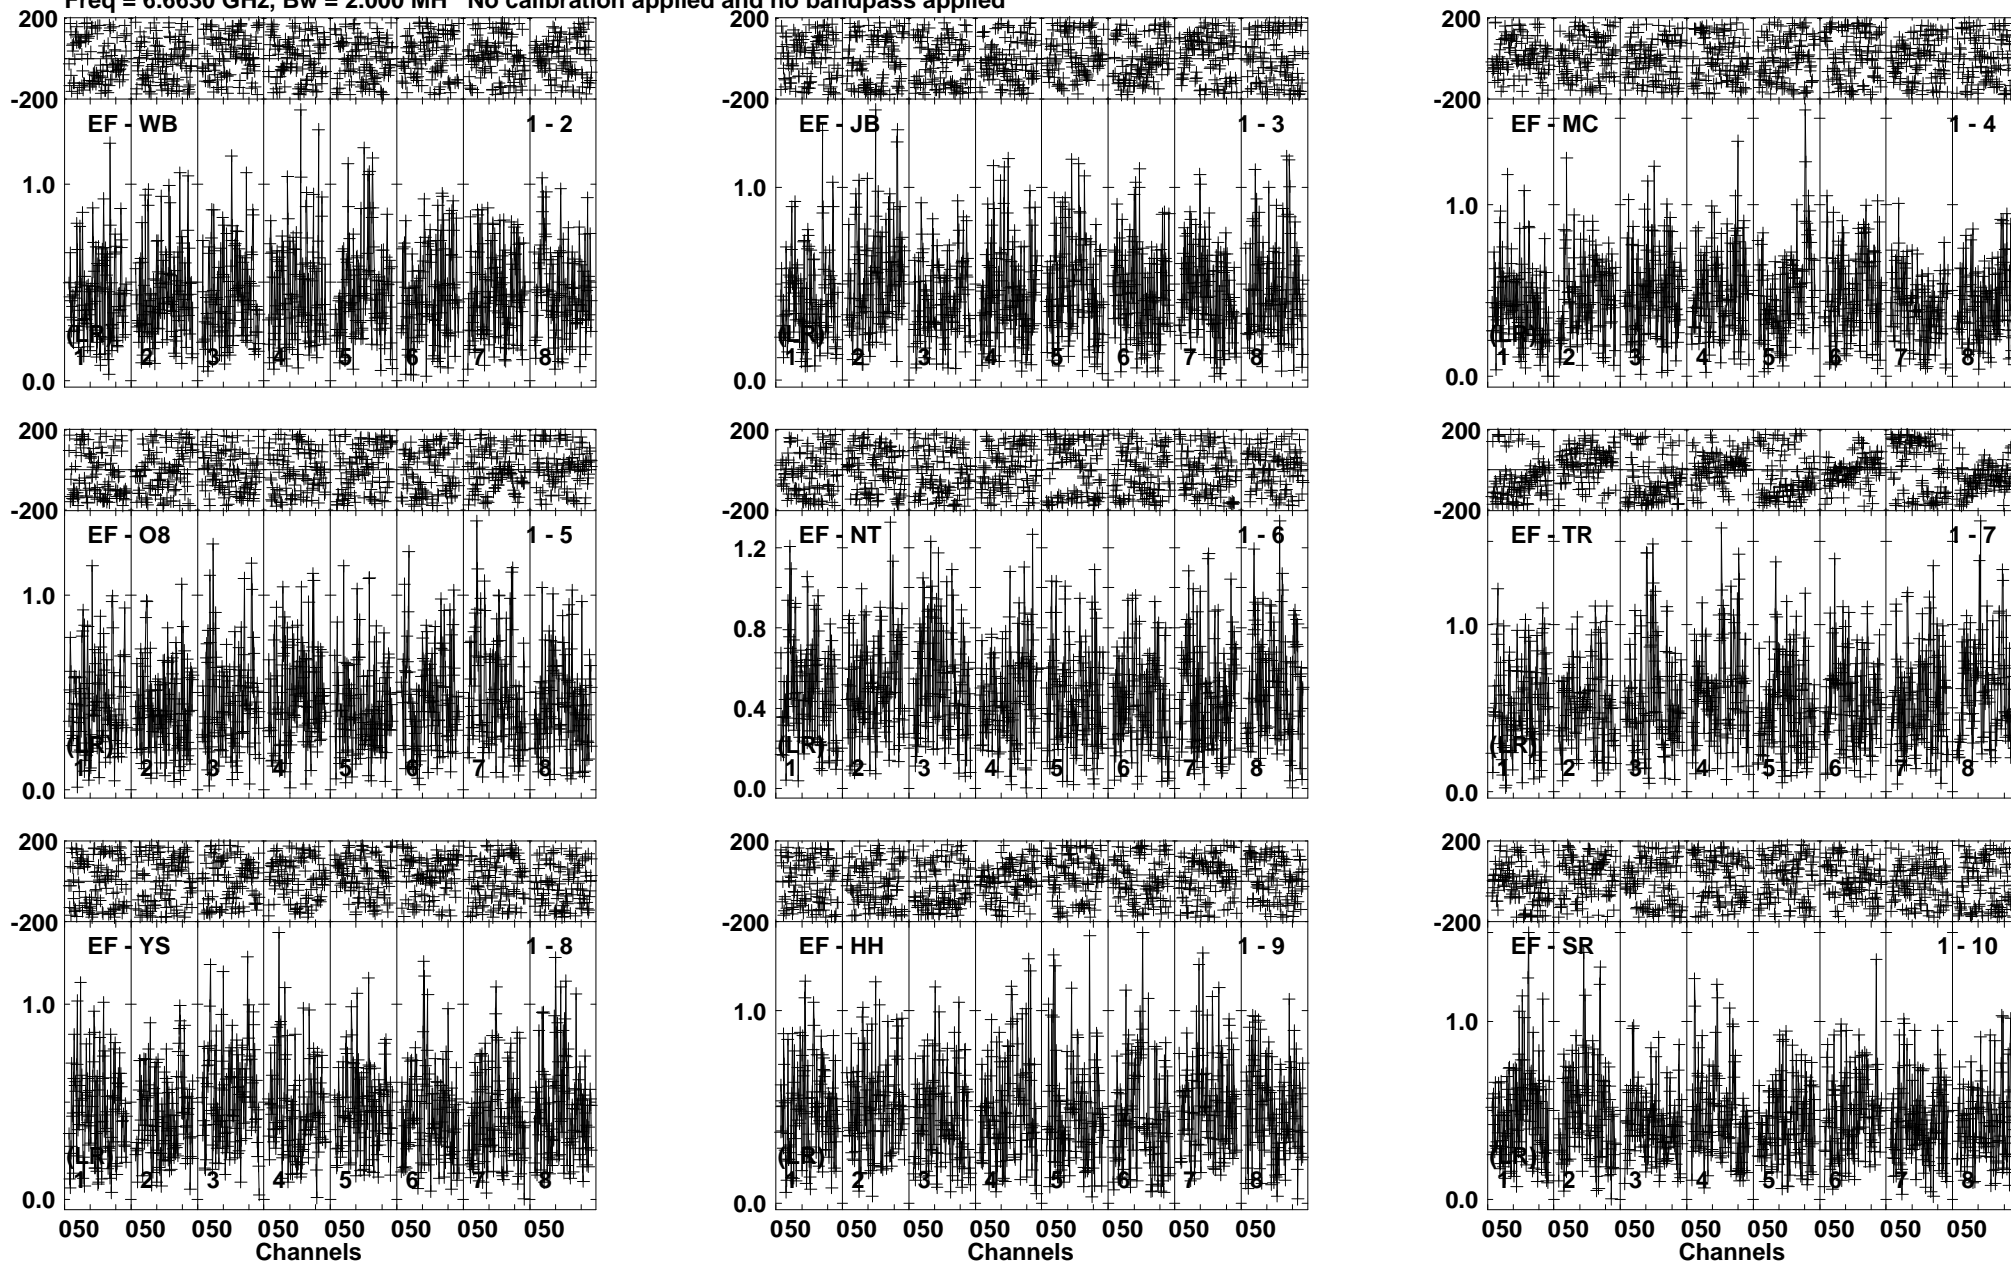 Freq = 6.6630 GHz, Bw = 2.000 MH No calibration applied and no bandpass applied
200 200 200
-200 -200 -200
EF - WB 1 - 2 EF - JB 1 - 3 EF - MC 1 - 4
1.0 1.0 1.0
(LR) (LR) (LR)
1 2 3 4 5 6 7 8 1 2 3 4 5 6 7 8 1 2 3 4 5 6 7 8
0.0 0.0 0.0
200 200 200
-200 -200 -200
EF - O8 1 - 5 EF - NT 1 - 6 EF - TR 1 - 7
1.2
1.0 0.8 1.0
0.4
(LR) (LR) (LR)
1 2 3 4 5 6 7 8 1 2 3 4 5 6 7 8 1 2 3 4 5 6 7 8
0.0 0.0 0.0
200 200 200
-200 -200 -200
EF - YS 1 - 8 EF - HH 1 - 9 EF - SR 1 - 10
1.0 1.0 1.0
(LR) (LR) (LR)
1 2 3 4 5 6 7 8 1 2 3 4 5 6 7 8 1 2 3 4 5 6 7 8
0.0 0.0 0.0
050 050 050 050 050 050 050 050 050 050 050 050 050 050 050 050 050 050 050 050 050 050 050 050
Channels Channels Channels